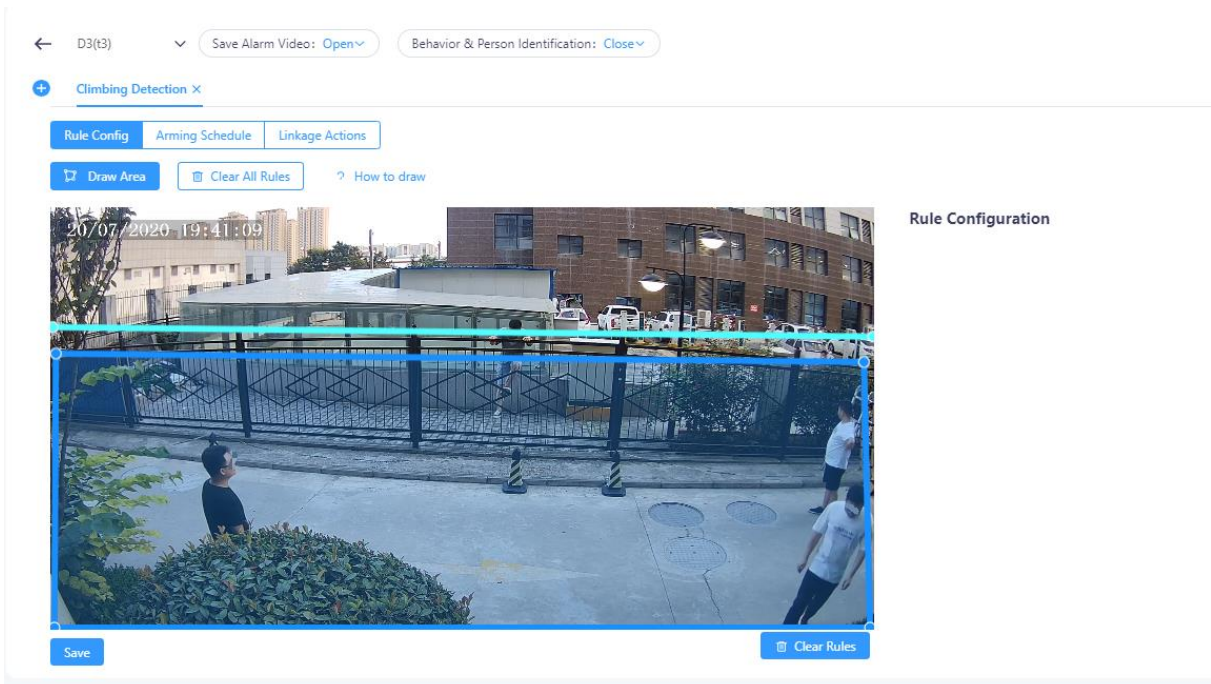 D3(t3) Save Alarm Video: Open Behavior & Person Identification: Close
Climbing Detection ×
Rule Config Arming Schedule Linkage Actions
Draw Area Clear All Rules ? How to draw
20/07/2020 19:41:09
Rule Configuration
Save Clear Rules